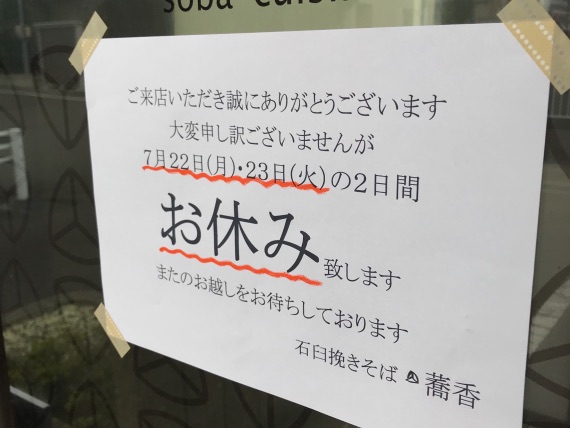 soba cuisi
ご来店いただき誠にありがとうございます
大変申し訳ございませんが
7月22日(月)・23日(火)の2日間
お休み致します
またのお越しをお待ちしております
石臼挽きそば 蕎香